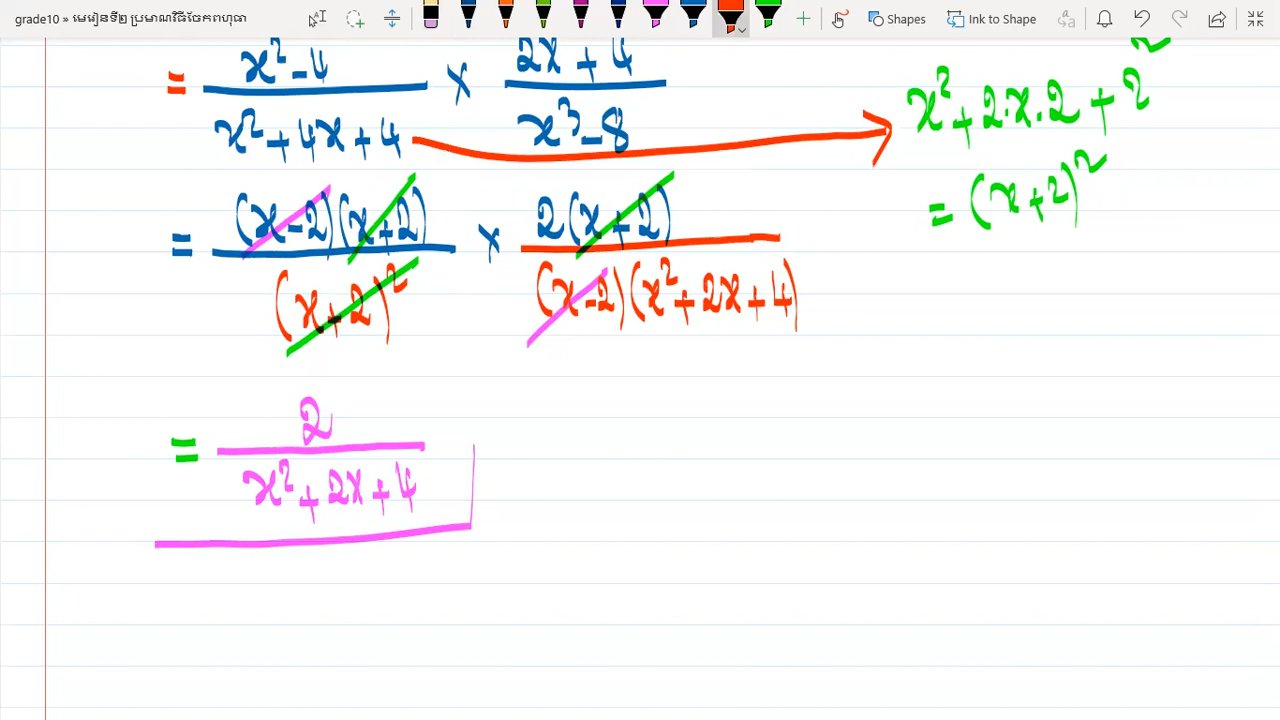 grade10 » មេរៀនទី២ ប្រមាណវិធីចែកពហុធា
Shapes
Ink to Shape
= x²-4 / x²+4x+4 × 2x+4 / x³-8
x²+2·x·2+2²
= (x+2)²
= (x-2)(x+2) / (x+2)² × 2(x+2) / (x-2)(x²+2x+4)
= 2 / x²+2x+4